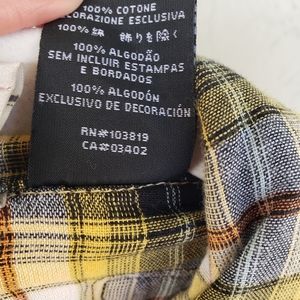 100% COTONE
DECORAZIONE ESCLUSIVA
100% 綿 飾りを除く
100% ALGODÃO
SEM INCLUIR ESTAMPAS
E BORDADOS
100% ALGODÓN
EXCLUSIVO DE DECORACIÓN
RN#103819
CA#03402